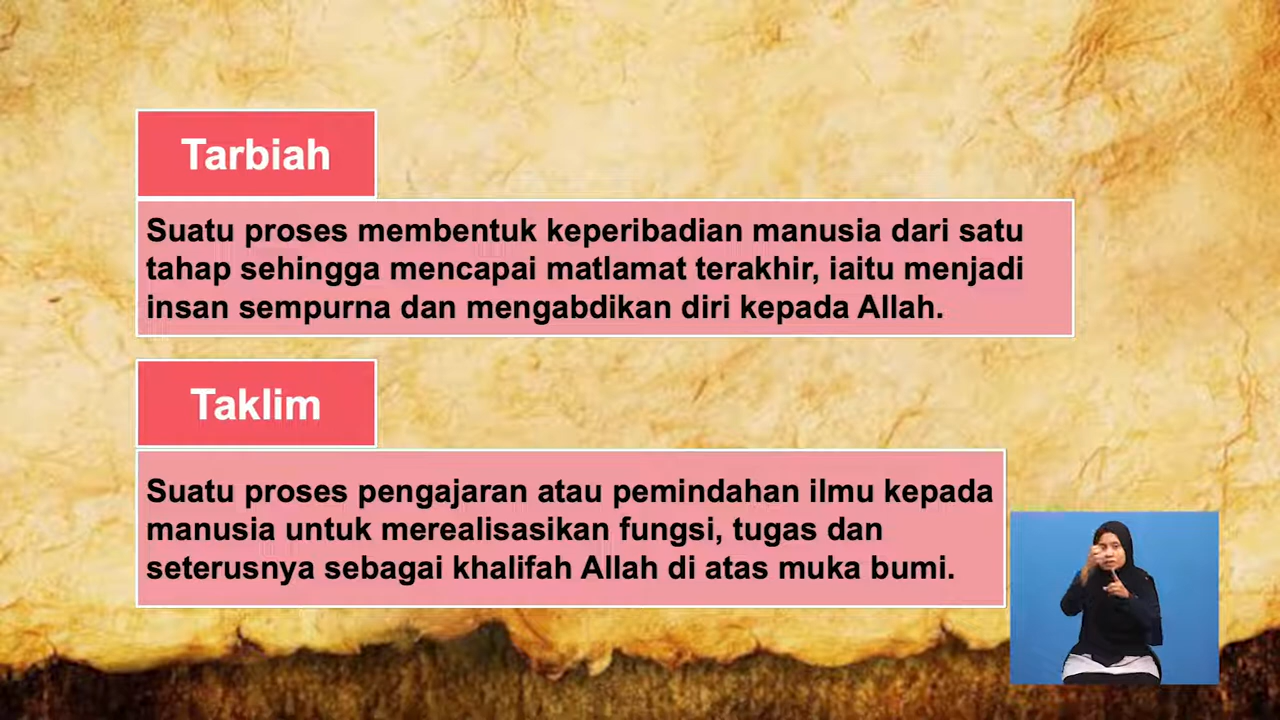 Tarbiah
Suatu proses membentuk keperibadian manusia dari satu
tahap sehingga mencapai matlamat terakhir, iaitu menjadi
insan sempurna dan mengabdikan diri kepada Allah.
Taklim
Suatu proses pengajaran atau pemindahan ilmu kepada
manusia untuk merealisasikan fungsi, tugas dan
seterusnya sebagai khalifah Allah di atas muka bumi.